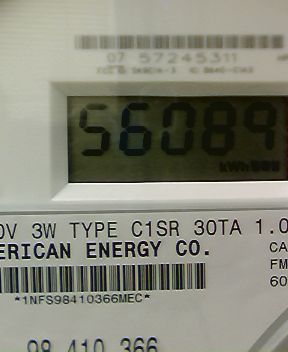 07 57245311
56089
kWh
0V 3W TYPE C1SR 30TA 1.0
ERICAN ENERGY CO.
CA
FM
60
*1NFS98410366MEC*
98 410 366